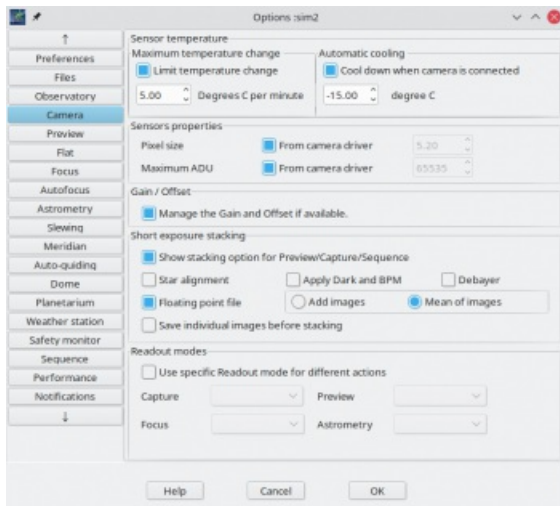 Options :sim2
↑
Preferences
Files
Observatory
Camera
Preview
Flat
Focus
Autofocus
Astrometry
Slewing
Meridian
Auto-guiding
Dome
Planetarium
Weather station
Safety monitor
Sequence
Performance
Notifications
↓
Sensor temperature
Maximum temperature change
Limit temperature change
5.00 Degrees C per minute
Automatic cooling
Cool down when camera is connected
-15.00 degree C
Sensors properties
Pixel size From camera driver 5.20
Maximum ADU From camera driver 65535
Gain / Offset
Manage the Gain and Offset if available.
Short exposure stacking
Show stacking option for Preview/Capture/Sequence
Star alignment Apply Dark and BPM Debayer
Floating point file Add images Mean of images
Save individual images before stacking
Readout modes
Use specific Readout mode for different actions
Capture Preview
Focus Astrometry
Help Cancel OK